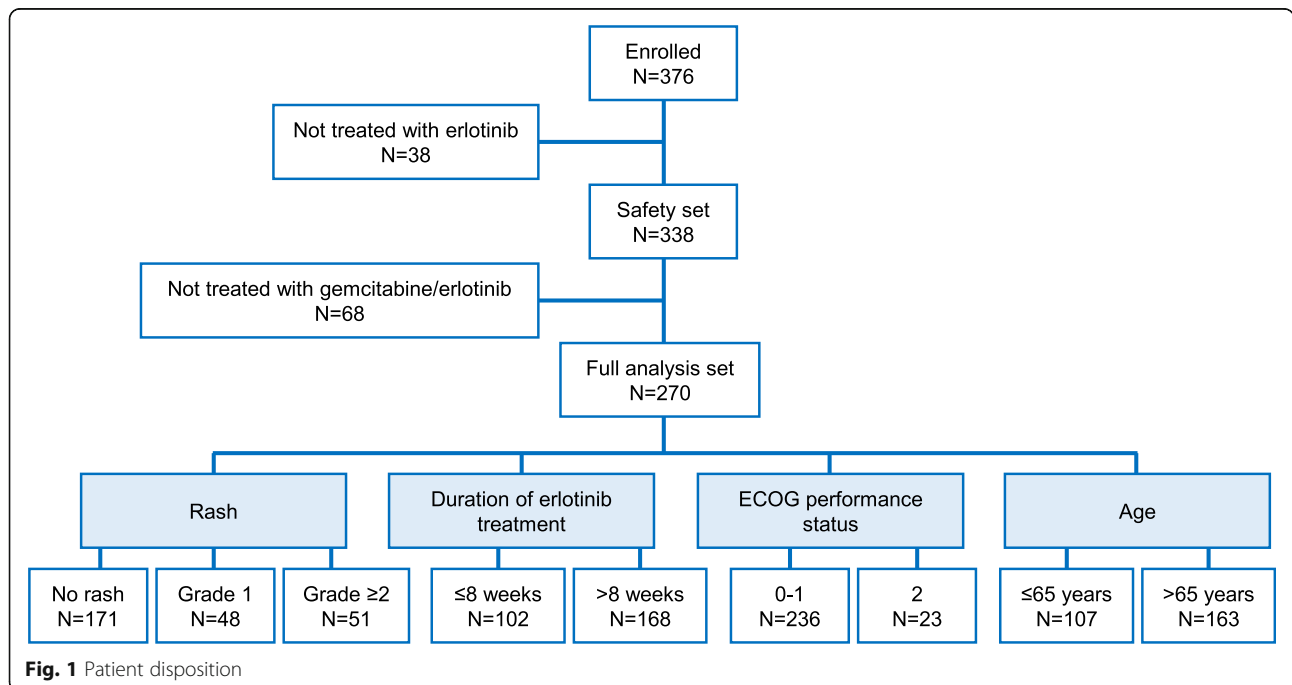 Enrolled
N=376
Not treated with erlotinib
N=38
Safety set
N=338
Not treated with gemcitabine/erlotinib
N=68
Full analysis set
N=270
Rash
Duration of erlotinib
treatment
ECOG performance
status
Age
No rash
N=171
Grade 1
N=48
Grade ≥2
N=51
≤8 weeks
N=102
>8 weeks
N=168
0-1
N=236
2
N=23
≤65 years
N=107
>65 years
N=163
Fig. 1 Patient disposition